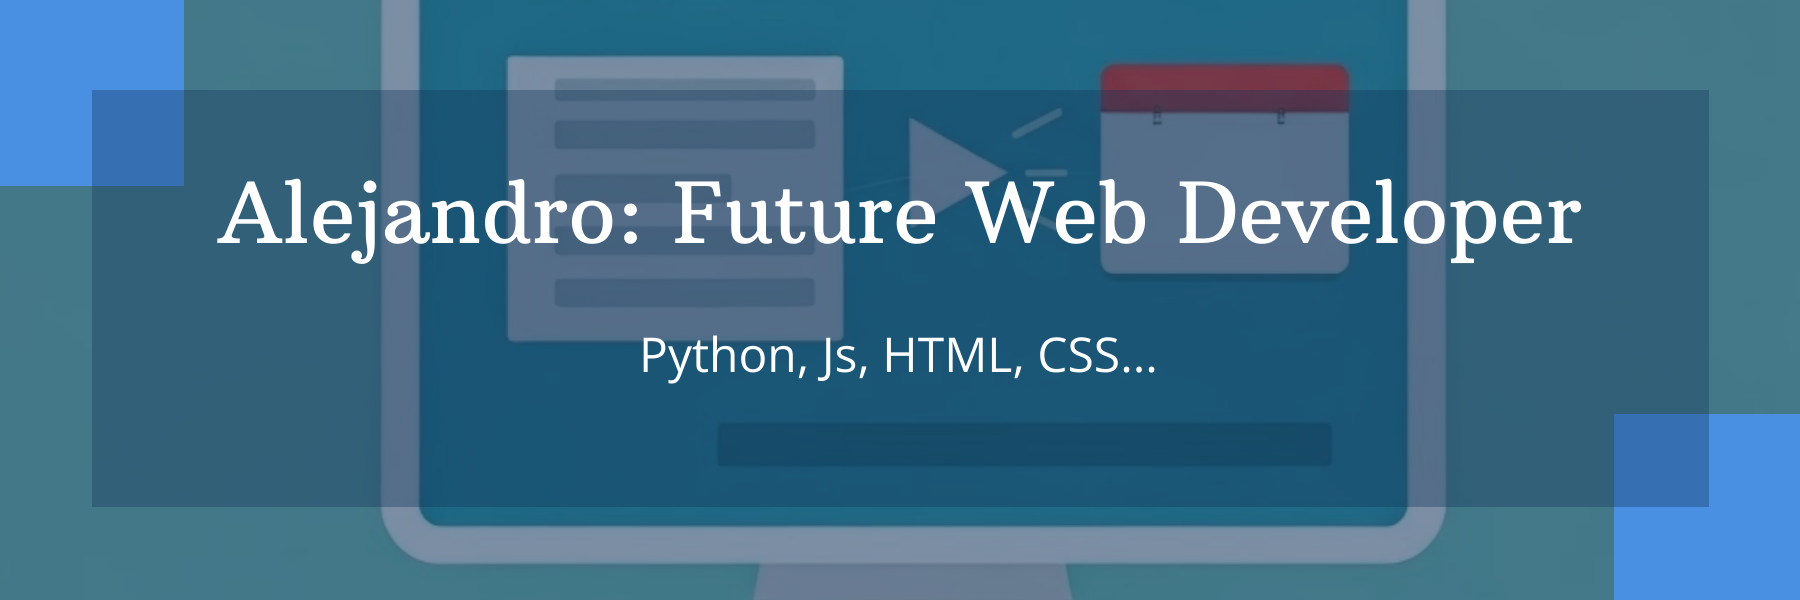 Alejandro: Future Web Developer
Python, Js, HTML, CSS...